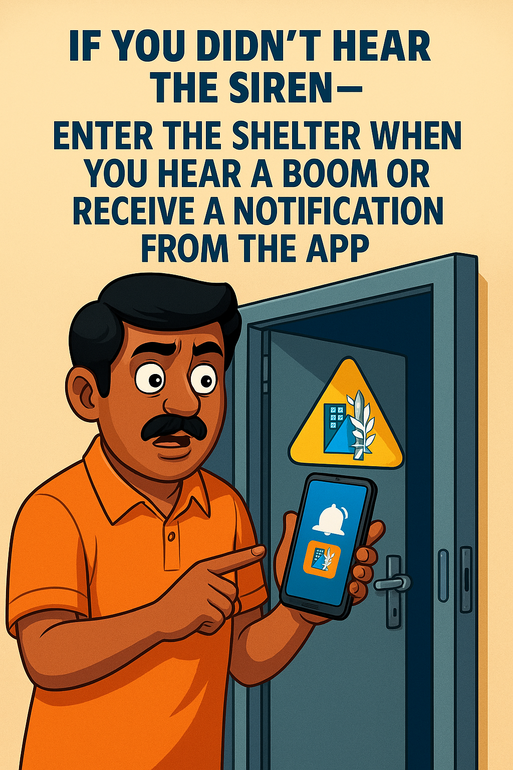 IF YOU DIDN'T HEAR
THE SIREN—
ENTER THE SHELTER WHEN
YOU HEAR A BOOM OR
RECEIVE A NOTIFICATION
FROM THE APP